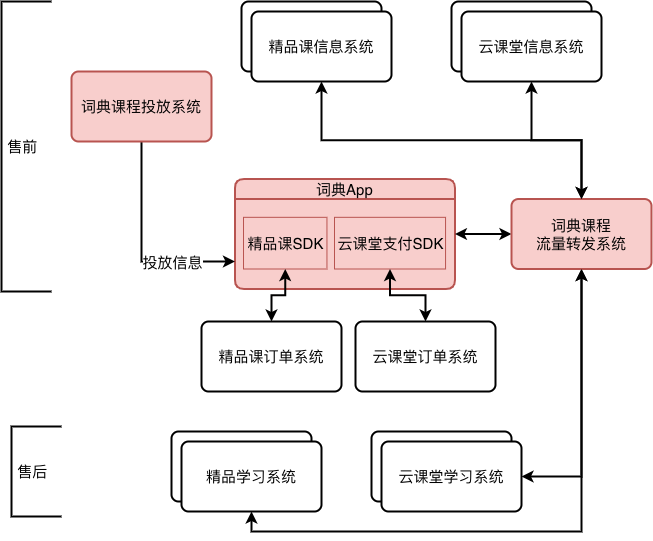 精品课信息系统
云课堂信息系统
词典课程投放系统
售前
词典App
精品课SDK
云课堂支付SDK
词典课程
流量转发系统
投放信息
精品课订单系统
云课堂订单系统
售后
精品学习系统
云课堂学习系统